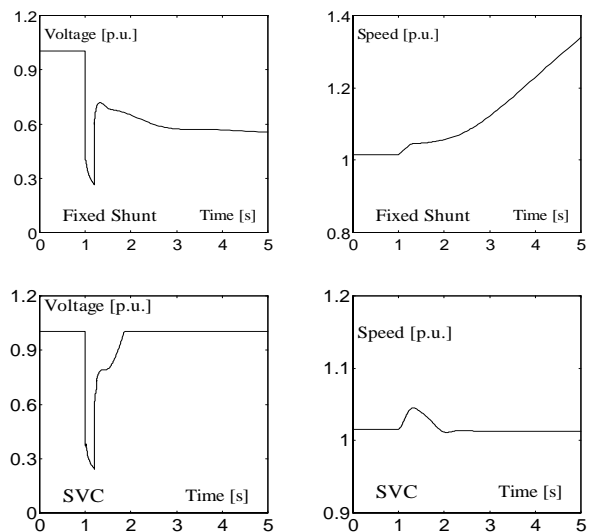 1.2
Voltage [p.u.]
0.9
0.6
0.3
Fixed Shunt
Time [s]
0
0 1 2 3 4 5
1.4
Speed [p.u.]
1.2
1
Fixed Shunt
Time [s]
0.8
0 1 2 3 4 5
1.2
Voltage [p.u.]
0.9
0.6
0.3
SVC
Time [s]
0 1 2 3 4 5
1.2
Speed [p.u.]
1.1
1
SVC
Time [s]
0.9
0 1 2 3 4 5